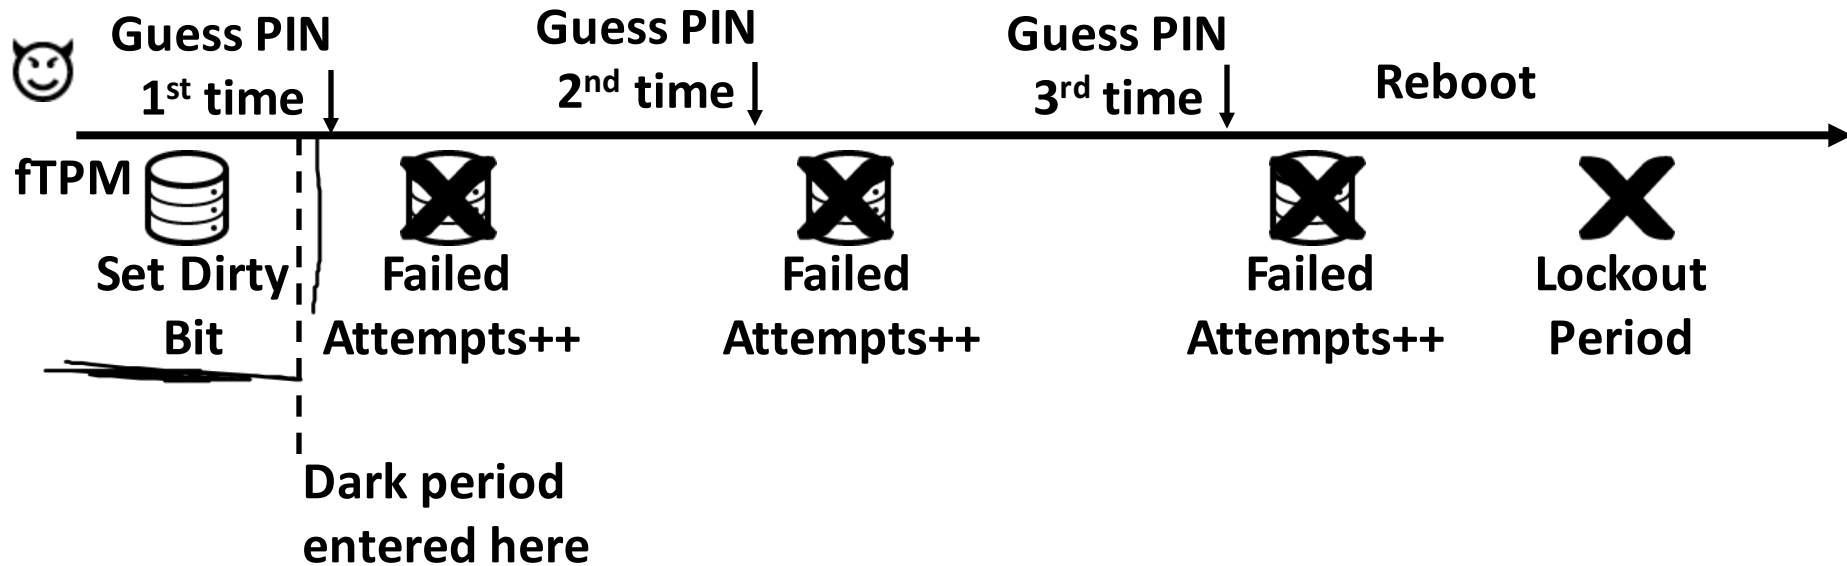 Guess PIN
1st time
Guess PIN
2nd time
Guess PIN
3rd time
Reboot
fTPM
Set Dirty
Bit
Failed
Attempts++
Failed
Attempts++
Failed
Attempts++
Lockout
Period
Dark period
entered here